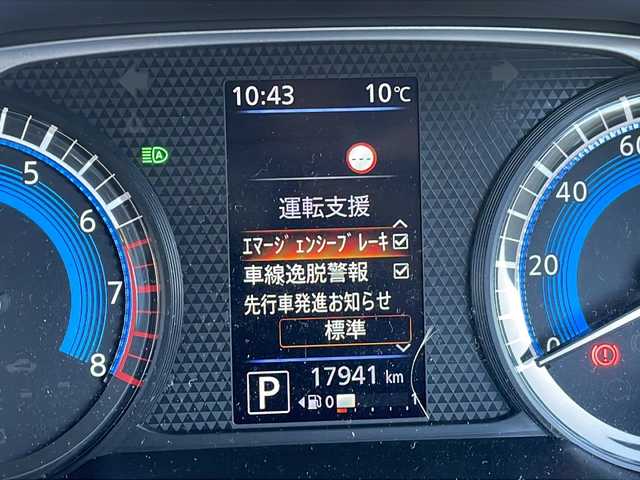 10:43 10℃
運転支援
エマージェンシーブレーキ
車線逸脱警報
先行車発進お知らせ
標準
P 17941 km
0 1
5
6
7
8
60
40
20
0
A